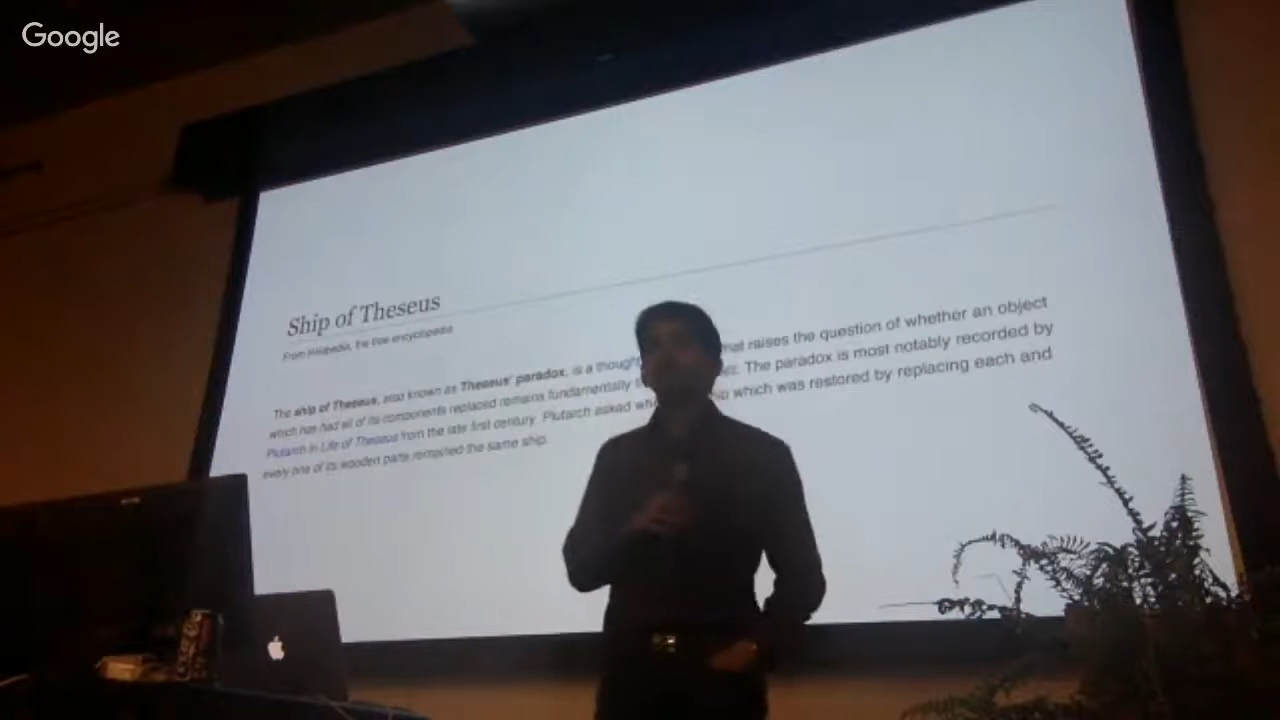 Google
Ship of Theseus
From Wikipedia, the free encyclopedia
The ship of Theseus, also known as Theseus' paradox, is a thought that raises the question of whether an object
which has had all of its components replaced remains fundamentally The paradox is most notably recorded by
Plutarch in Life of Theseus from the late first century. Plutarch asked which was restored by replacing each and
every one of its wooden parts remained the same ship.